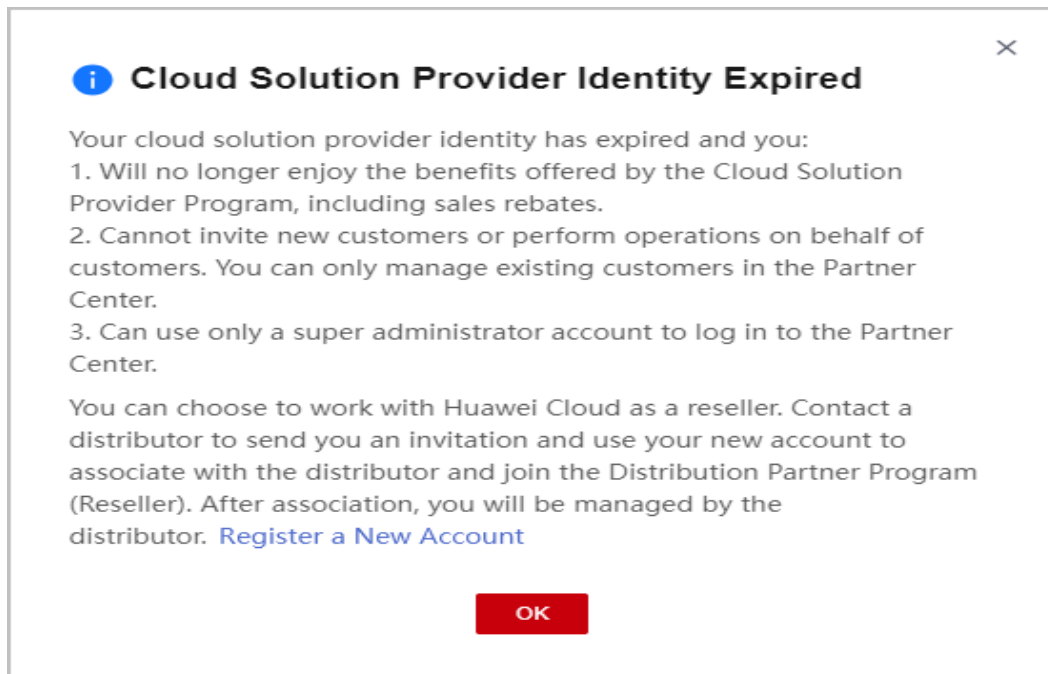 Cloud Solution Provider Identity Expired
Your cloud solution provider identity has expired and you:
1. Will no longer enjoy the benefits offered by the Cloud Solution
Provider Program, including sales rebates.
2. Cannot invite new customers or perform operations on behalf of
customers. You can only manage existing customers in the Partner
Center.
3. Can use only a super administrator account to log in to the Partner
Center.
You can choose to work with Huawei Cloud as a reseller. Contact a
distributor to send you an invitation and use your new account to
associate with the distributor and join the Distribution Partner Program
(Reseller). After association, you will be managed by the
distributor. Register a New Account
OK